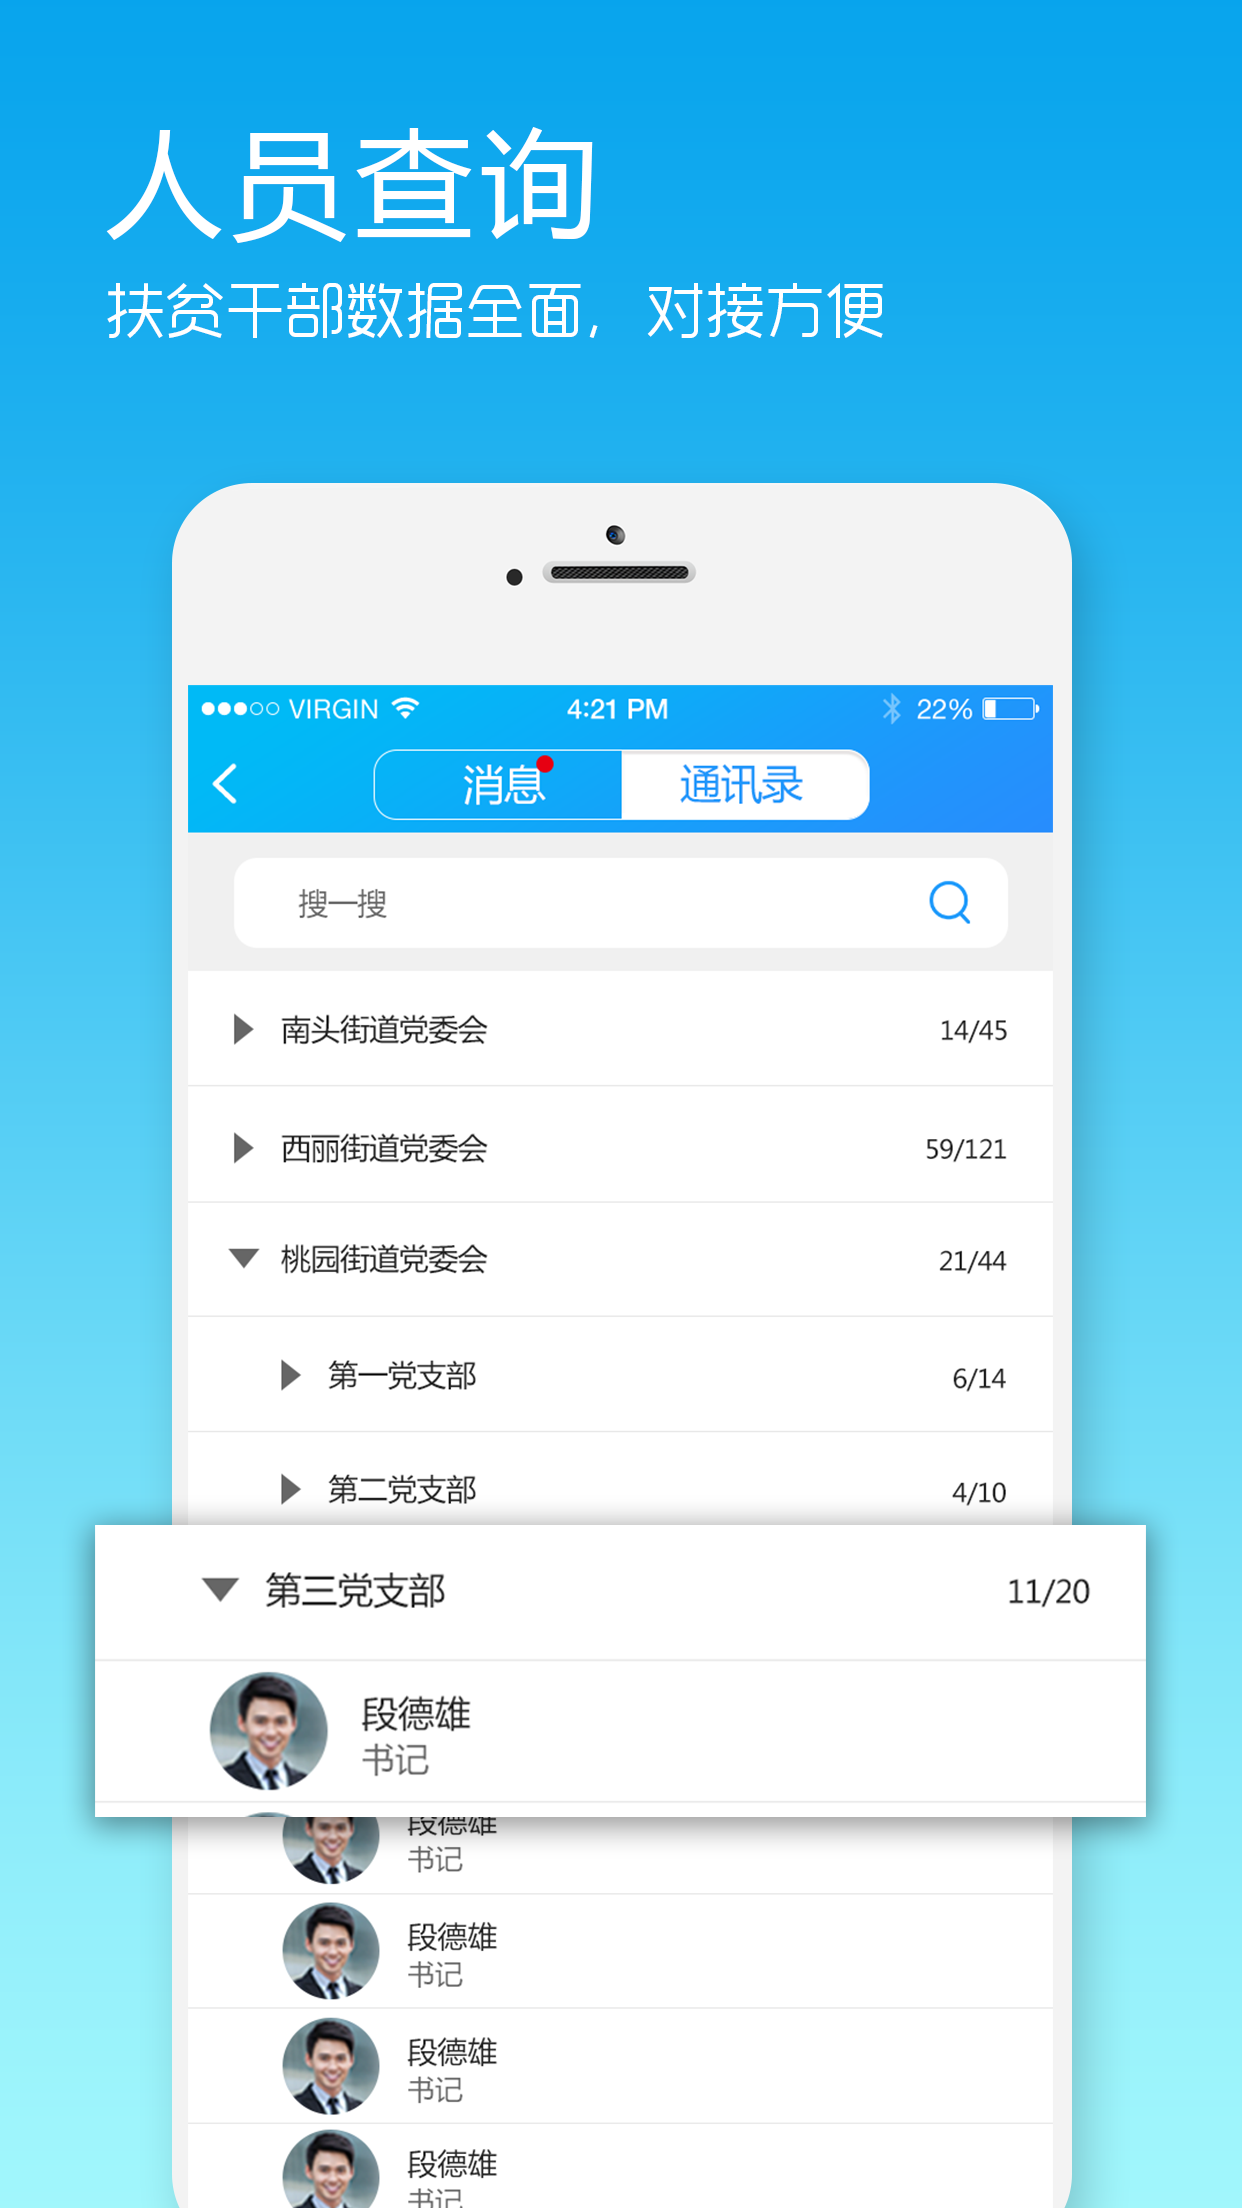 人员查询
扶贫干部数据全面，对接方便
VIRGIN 4:21 PM 22%
消息 通讯录
搜一搜
南头街道党委会 14/45
西丽街道党委会 59/121
桃园街道党委会 21/44
第一党支部 6/14
第二党支部 4/10
第三党支部 11/20
段德雄
书记
段德雄
书记
段德雄
书记
段德雄
书记
段德雄
书记